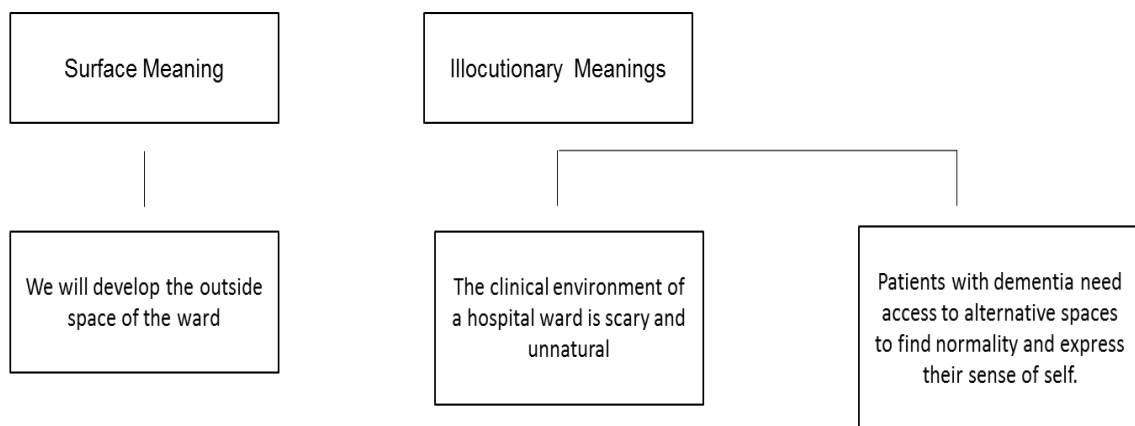 Surface Meaning
Illocutionary Meanings
We will develop the outside
space of the ward
The clinical environment of
a hospital ward is scary and
unnatural
Patients with dementia need
access to alternative spaces
to find normality and express
their sense of self.